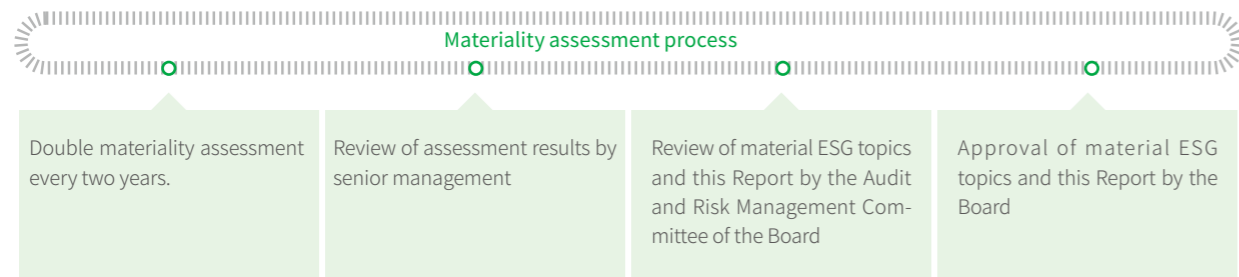 Materiality assessment process
Double materiality assessment
every two years.
Review of assessment results by
senior management
Review of material ESG topics
and this Report by the Audit
and Risk Management Com-
mittee of the Board
Approval of material ESG
topics and this Report by the
Board